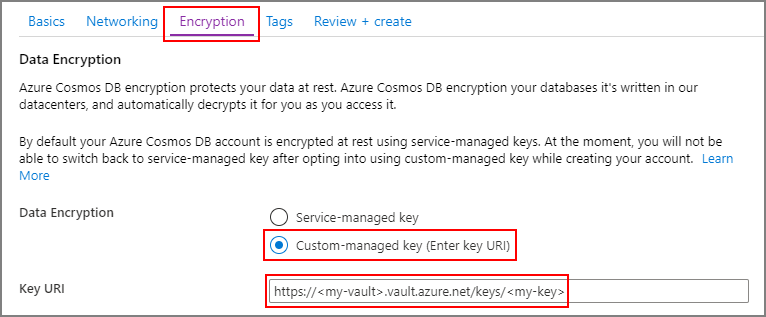 Basics Networking Encryption Tags Review + create
Data Encryption
Azure Cosmos DB encryption protects your data at rest. Azure Cosmos DB encryption your databases it's written in our
datacenters, and automatically decrypts it for you as you access it.
By default your Azure Cosmos DB account is encrypted at rest using service-managed keys. At the moment, you will not be
able to switch back to service-managed key after opting into using custom-managed key while creating your account. Learn
More
Data Encryption
Service-managed key
Custom-managed key (Enter key URI)
Key URI
https://<my-vault>.vault.azure.net/keys/<my-key>